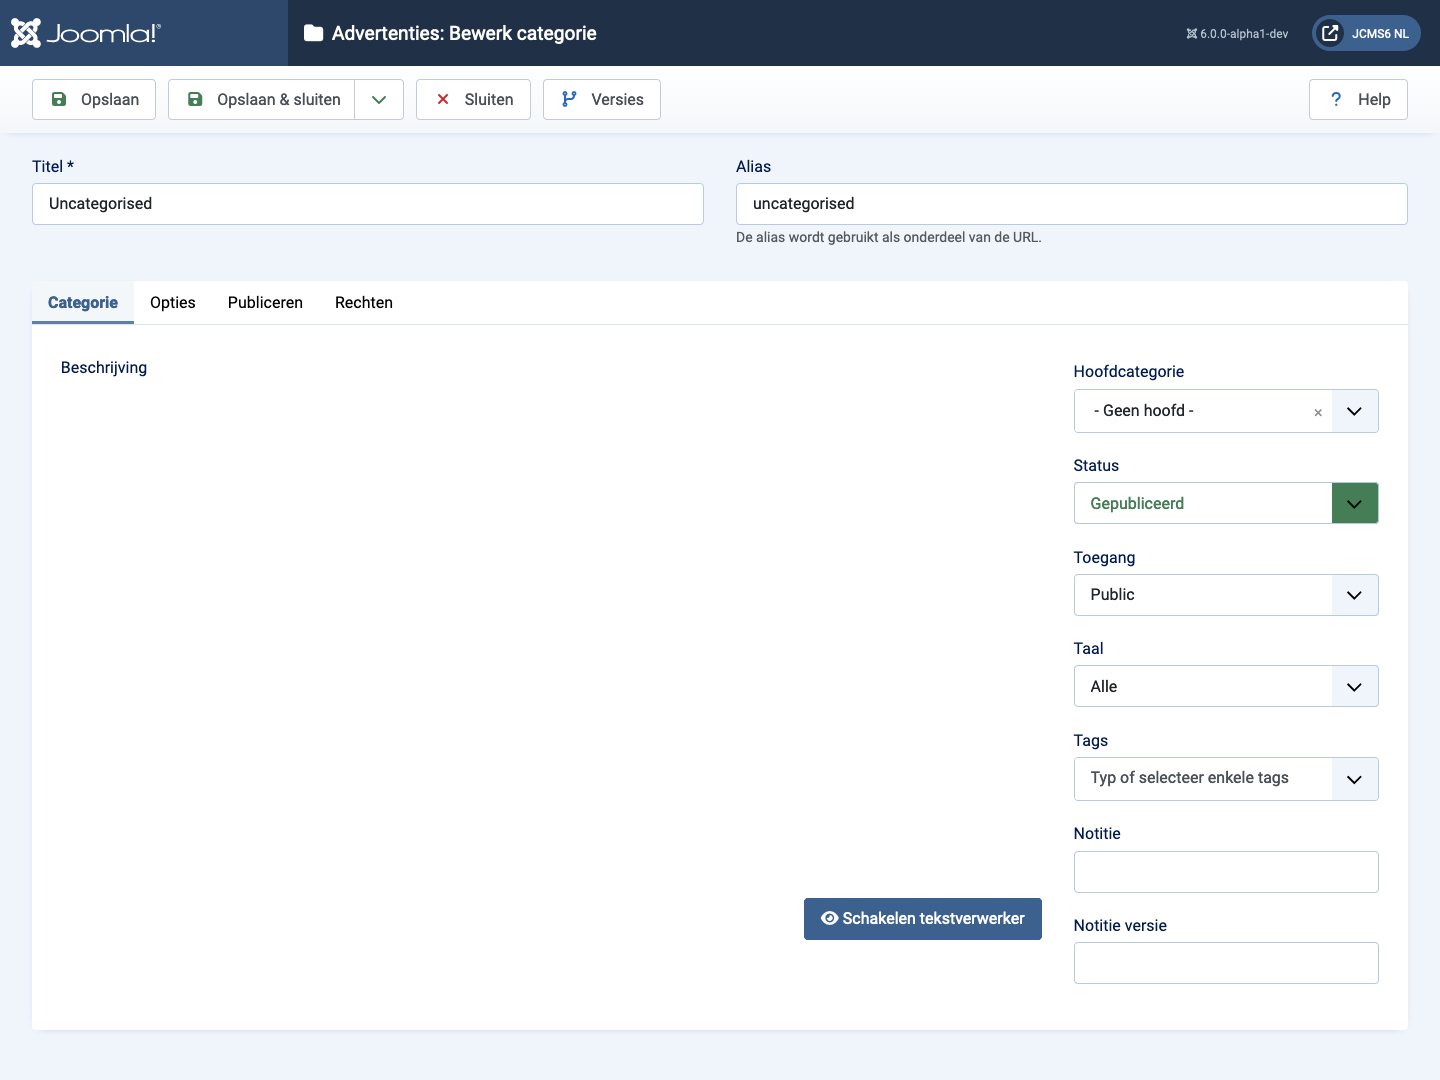 Joomla!®
Advertenties: Bewerk categorie
6.0.0-alpha1-dev
JCMS6 NL
Opslaan
Opslaan & sluiten
Sluiten
Versies
? Help
Titel *
Alias
Uncategorised
uncategorised
De alias wordt gebruikt als onderdeel van de URL.
Categorie
Opties
Publiceren
Rechten
Beschrijving
Hoofdcategorie
- Geen hoofd -
×
Status
Gepubliceerd
Toegang
Public
Taal
Alle
Tags
Typ of selecteer enkele tags
Notitie
Schakelen tekstverwerker
Notitie versie